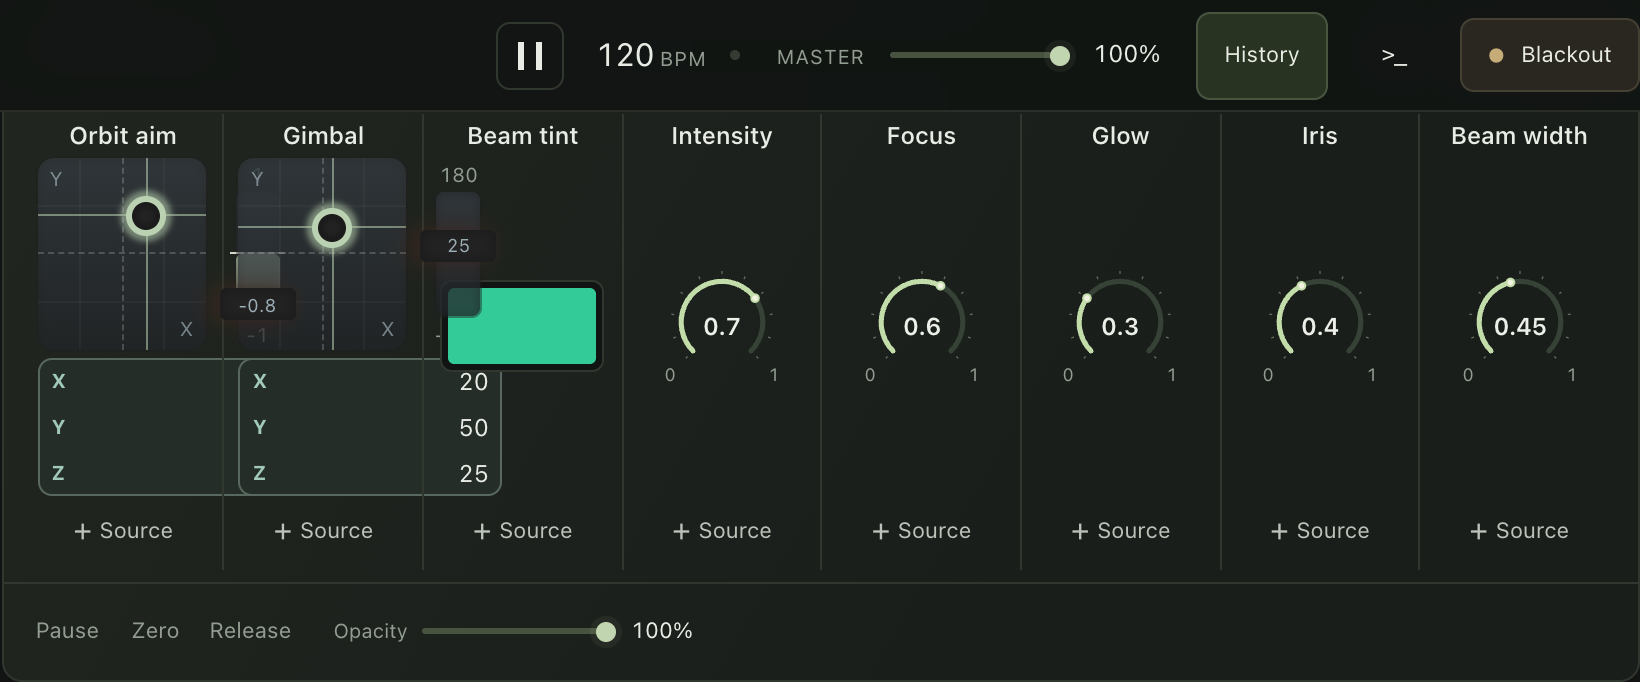 120 BPM MASTER 100% History >_ Blackout
Orbit aim Gimbal Beam tint Intensity Focus Glow Iris Beam width
Y Y 180
25
-0.8
X -1 X
0.7 0.6 0.3 0.4 0.45
0 1 0 1 0 1 0 1 0 1
X X 20
Y Y 50
Z Z 25
+ Source + Source + Source + Source + Source + Source + Source + Source
Pause Zero Release Opacity 100%